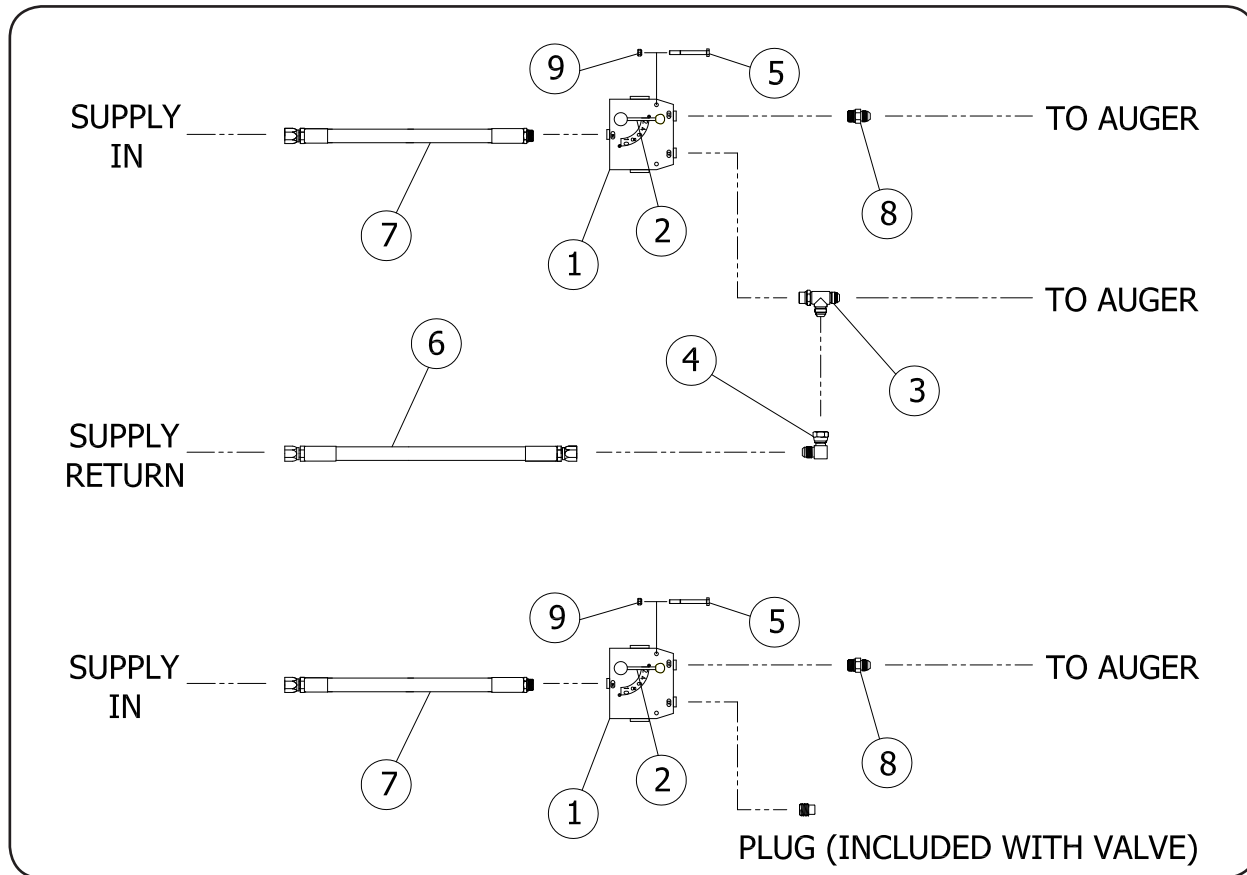 9
5
SUPPLY
IN
TO AUGER
7
1
2
8
TO AUGER
6
4
3
SUPPLY
RETURN
9
5
SUPPLY
IN
TO AUGER
7
1
2
8
PLUG (INCLUDED WITH VALVE)